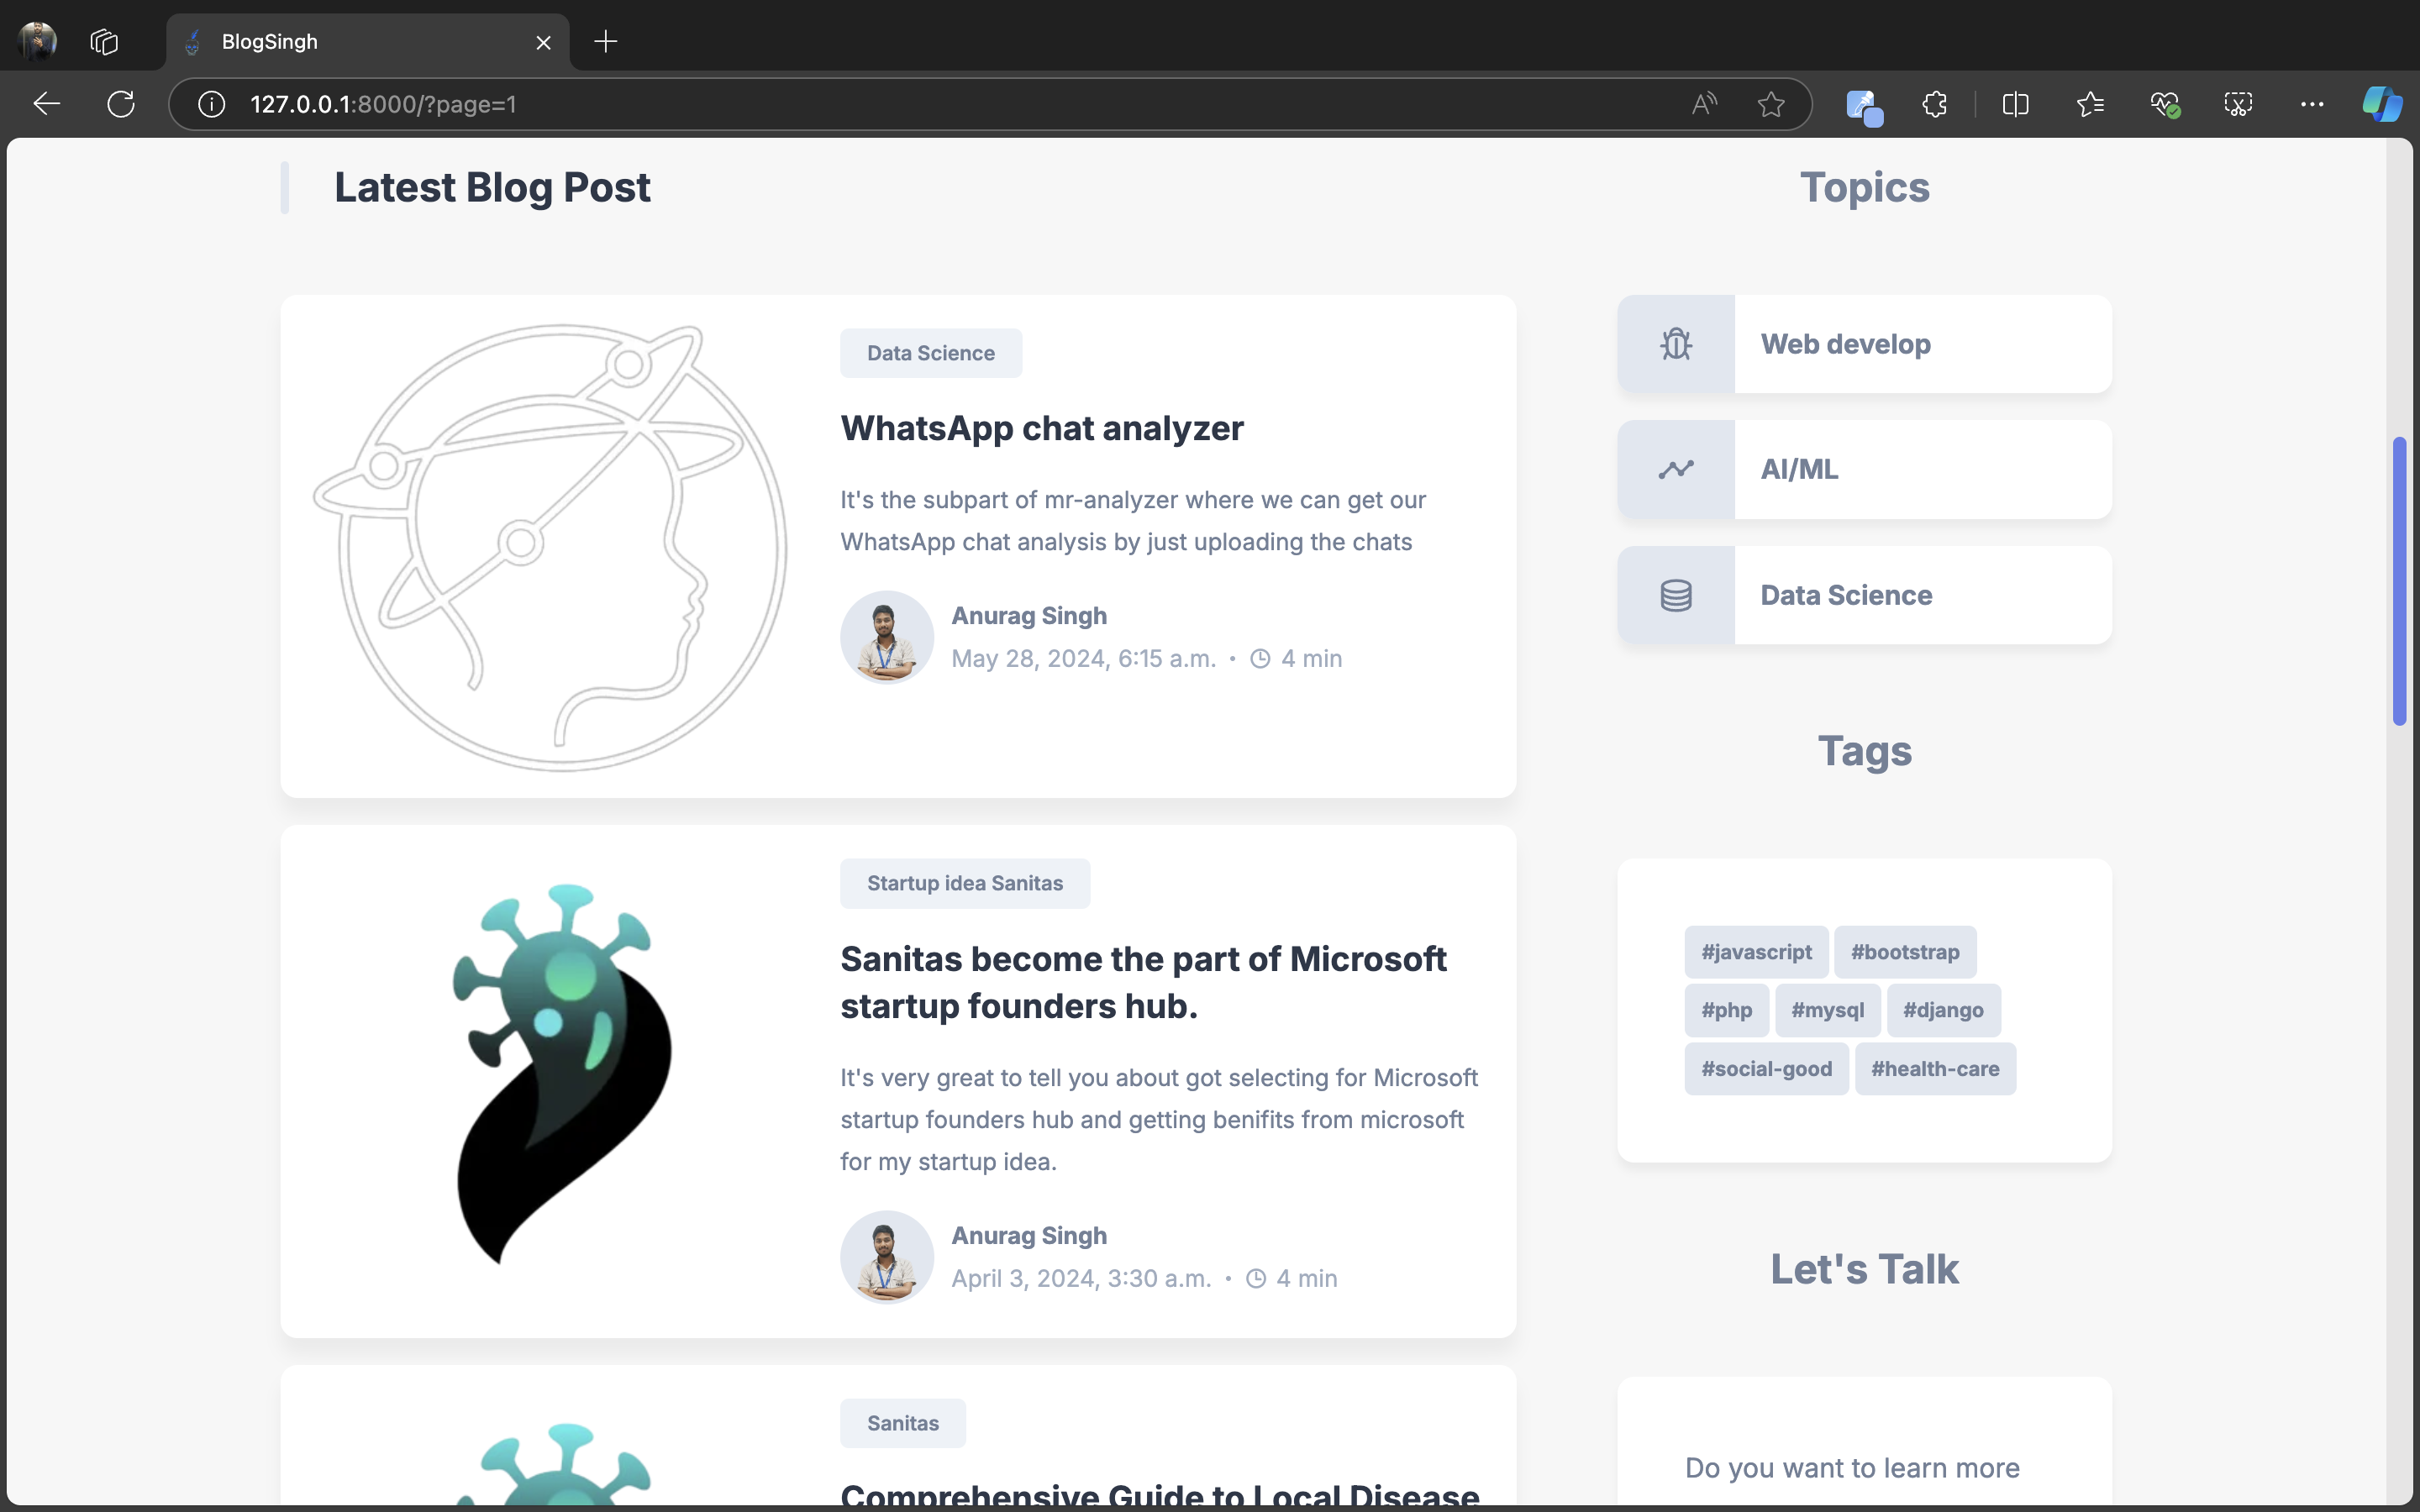 BlogSingh
127.0.0.1:8000/?page=1
Latest Blog Post
Data Science
WhatsApp chat analyzer
It's the subpart of mr-analyzer where we can get our
WhatsApp chat analysis by just uploading the chats
Anurag Singh
May 28, 2024, 6:15 a.m. • 4 min
Startup idea Sanitas
Sanitas become the part of Microsoft
startup founders hub.
It's very great to tell you about got selecting for Microsoft
startup founders hub and getting benifits from microsoft
for my startup idea.
Anurag Singh
April 3, 2024, 3:30 a.m. • 4 min
Sanitas
Comprehensive Guide to Local Disease
Topics
Web develop
AI/ML
Data Science
Tags
#javascript #bootstrap
#php #mysql #django
#social-good #health-care
Let's Talk
Do you want to learn more